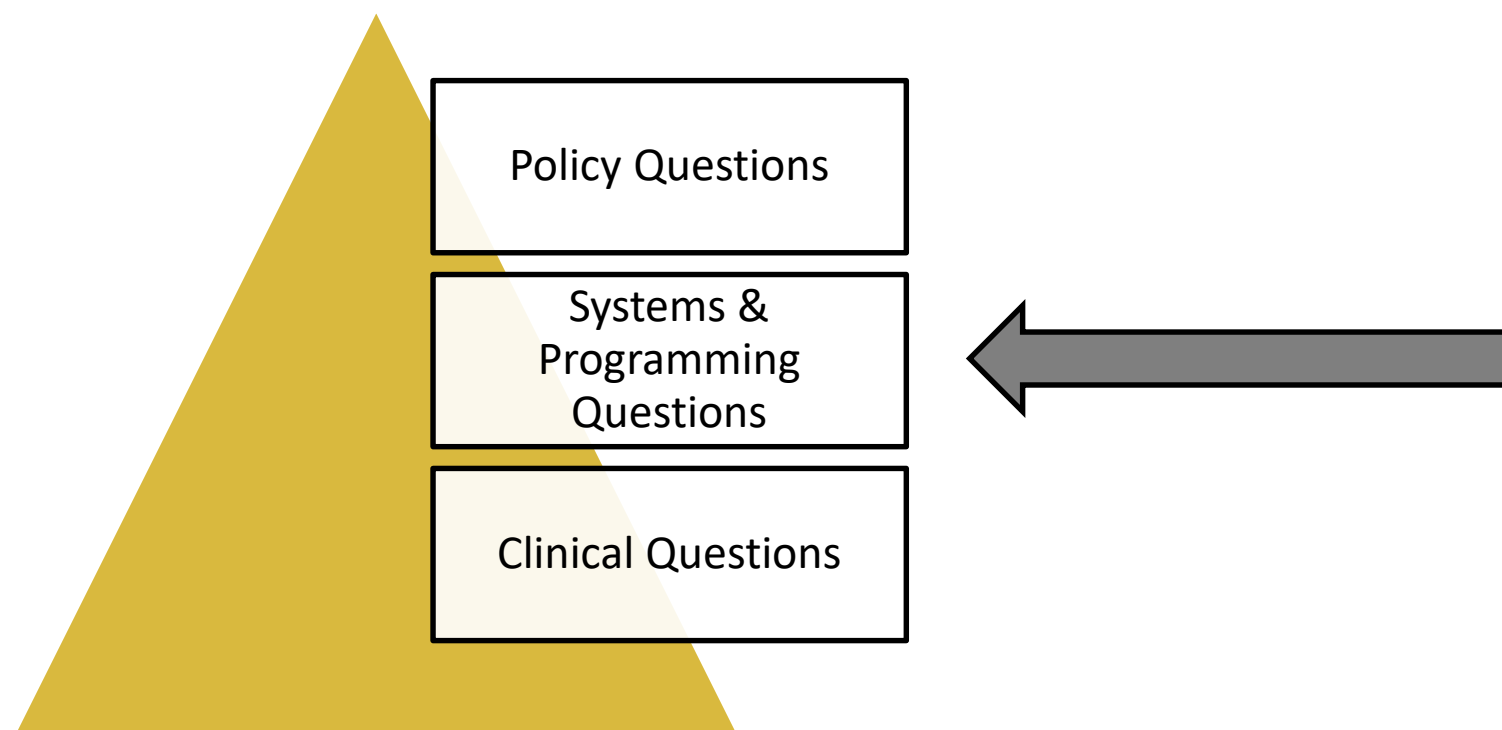 Policy Questions
Systems &
Programming
Questions
Clinical Questions